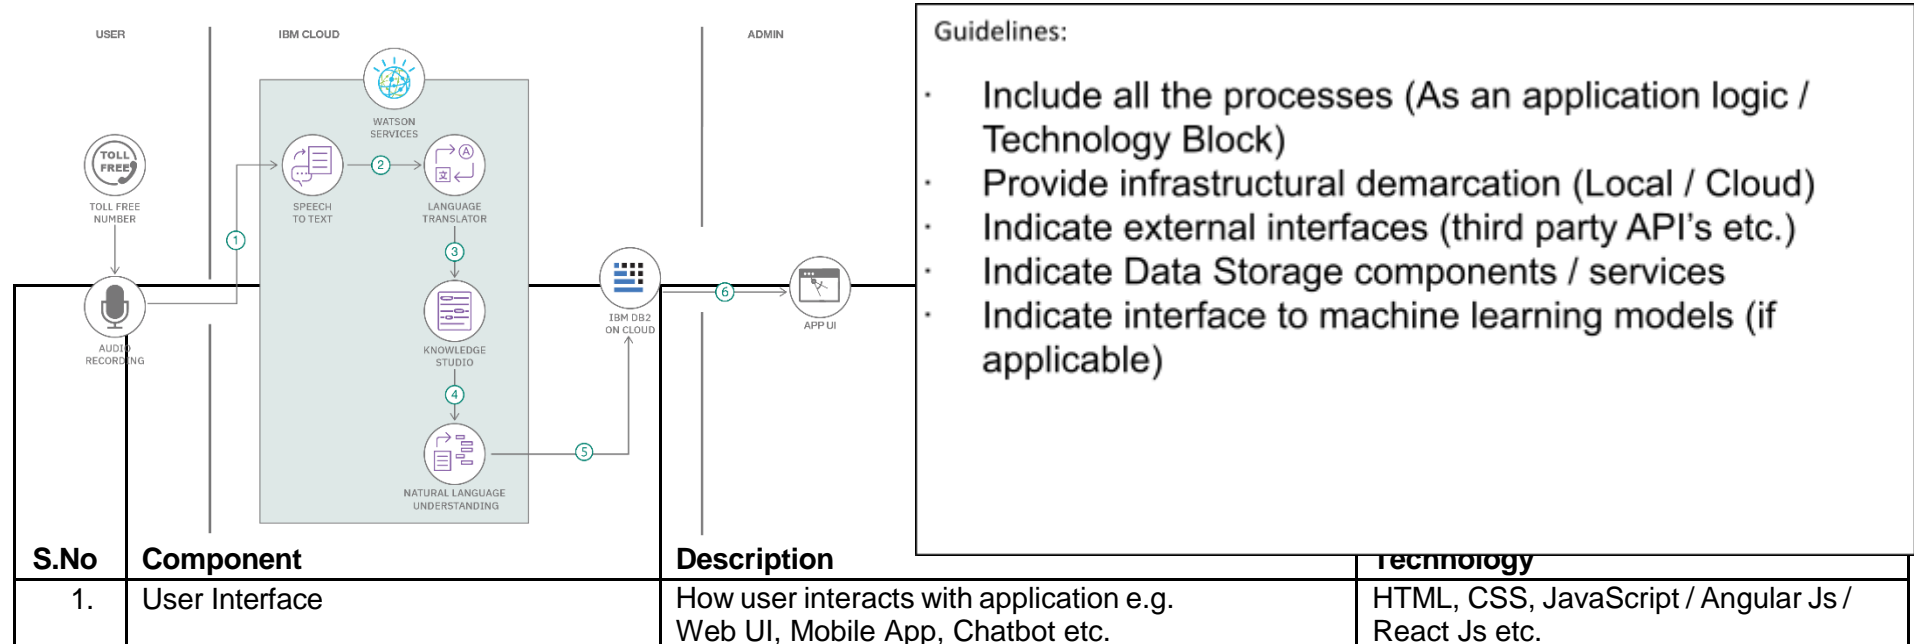 USER
IBM CLOUD
ADMIN
WATSON
SERVICES
TOLL
FREE
TOLL FREE
NUMBER
SPEECH
TO TEXT
2
A
文
LANGUAGE
TRANSLATOR
1
3
AUDIO
RECORDING
KNOWLEDGE
STUDIO
4
NATURAL LANGUAGE
UNDERSTANDING
5
IBM DB2
ON CLOUD
6
APP UI
Guidelines:
· Include all the processes (As an application logic /
Technology Block)
· Provide infrastructural demarcation (Local / Cloud)
· Indicate external interfaces (third party API's etc.)
· Indicate Data Storage components / services
· Indicate interface to machine learning models (if
applicable)
S.No Component Description Technology
1. User Interface How user interacts with application e.g. HTML, CSS, JavaScript / Angular Js /
Web UI, Mobile App, Chatbot etc. React Js etc.